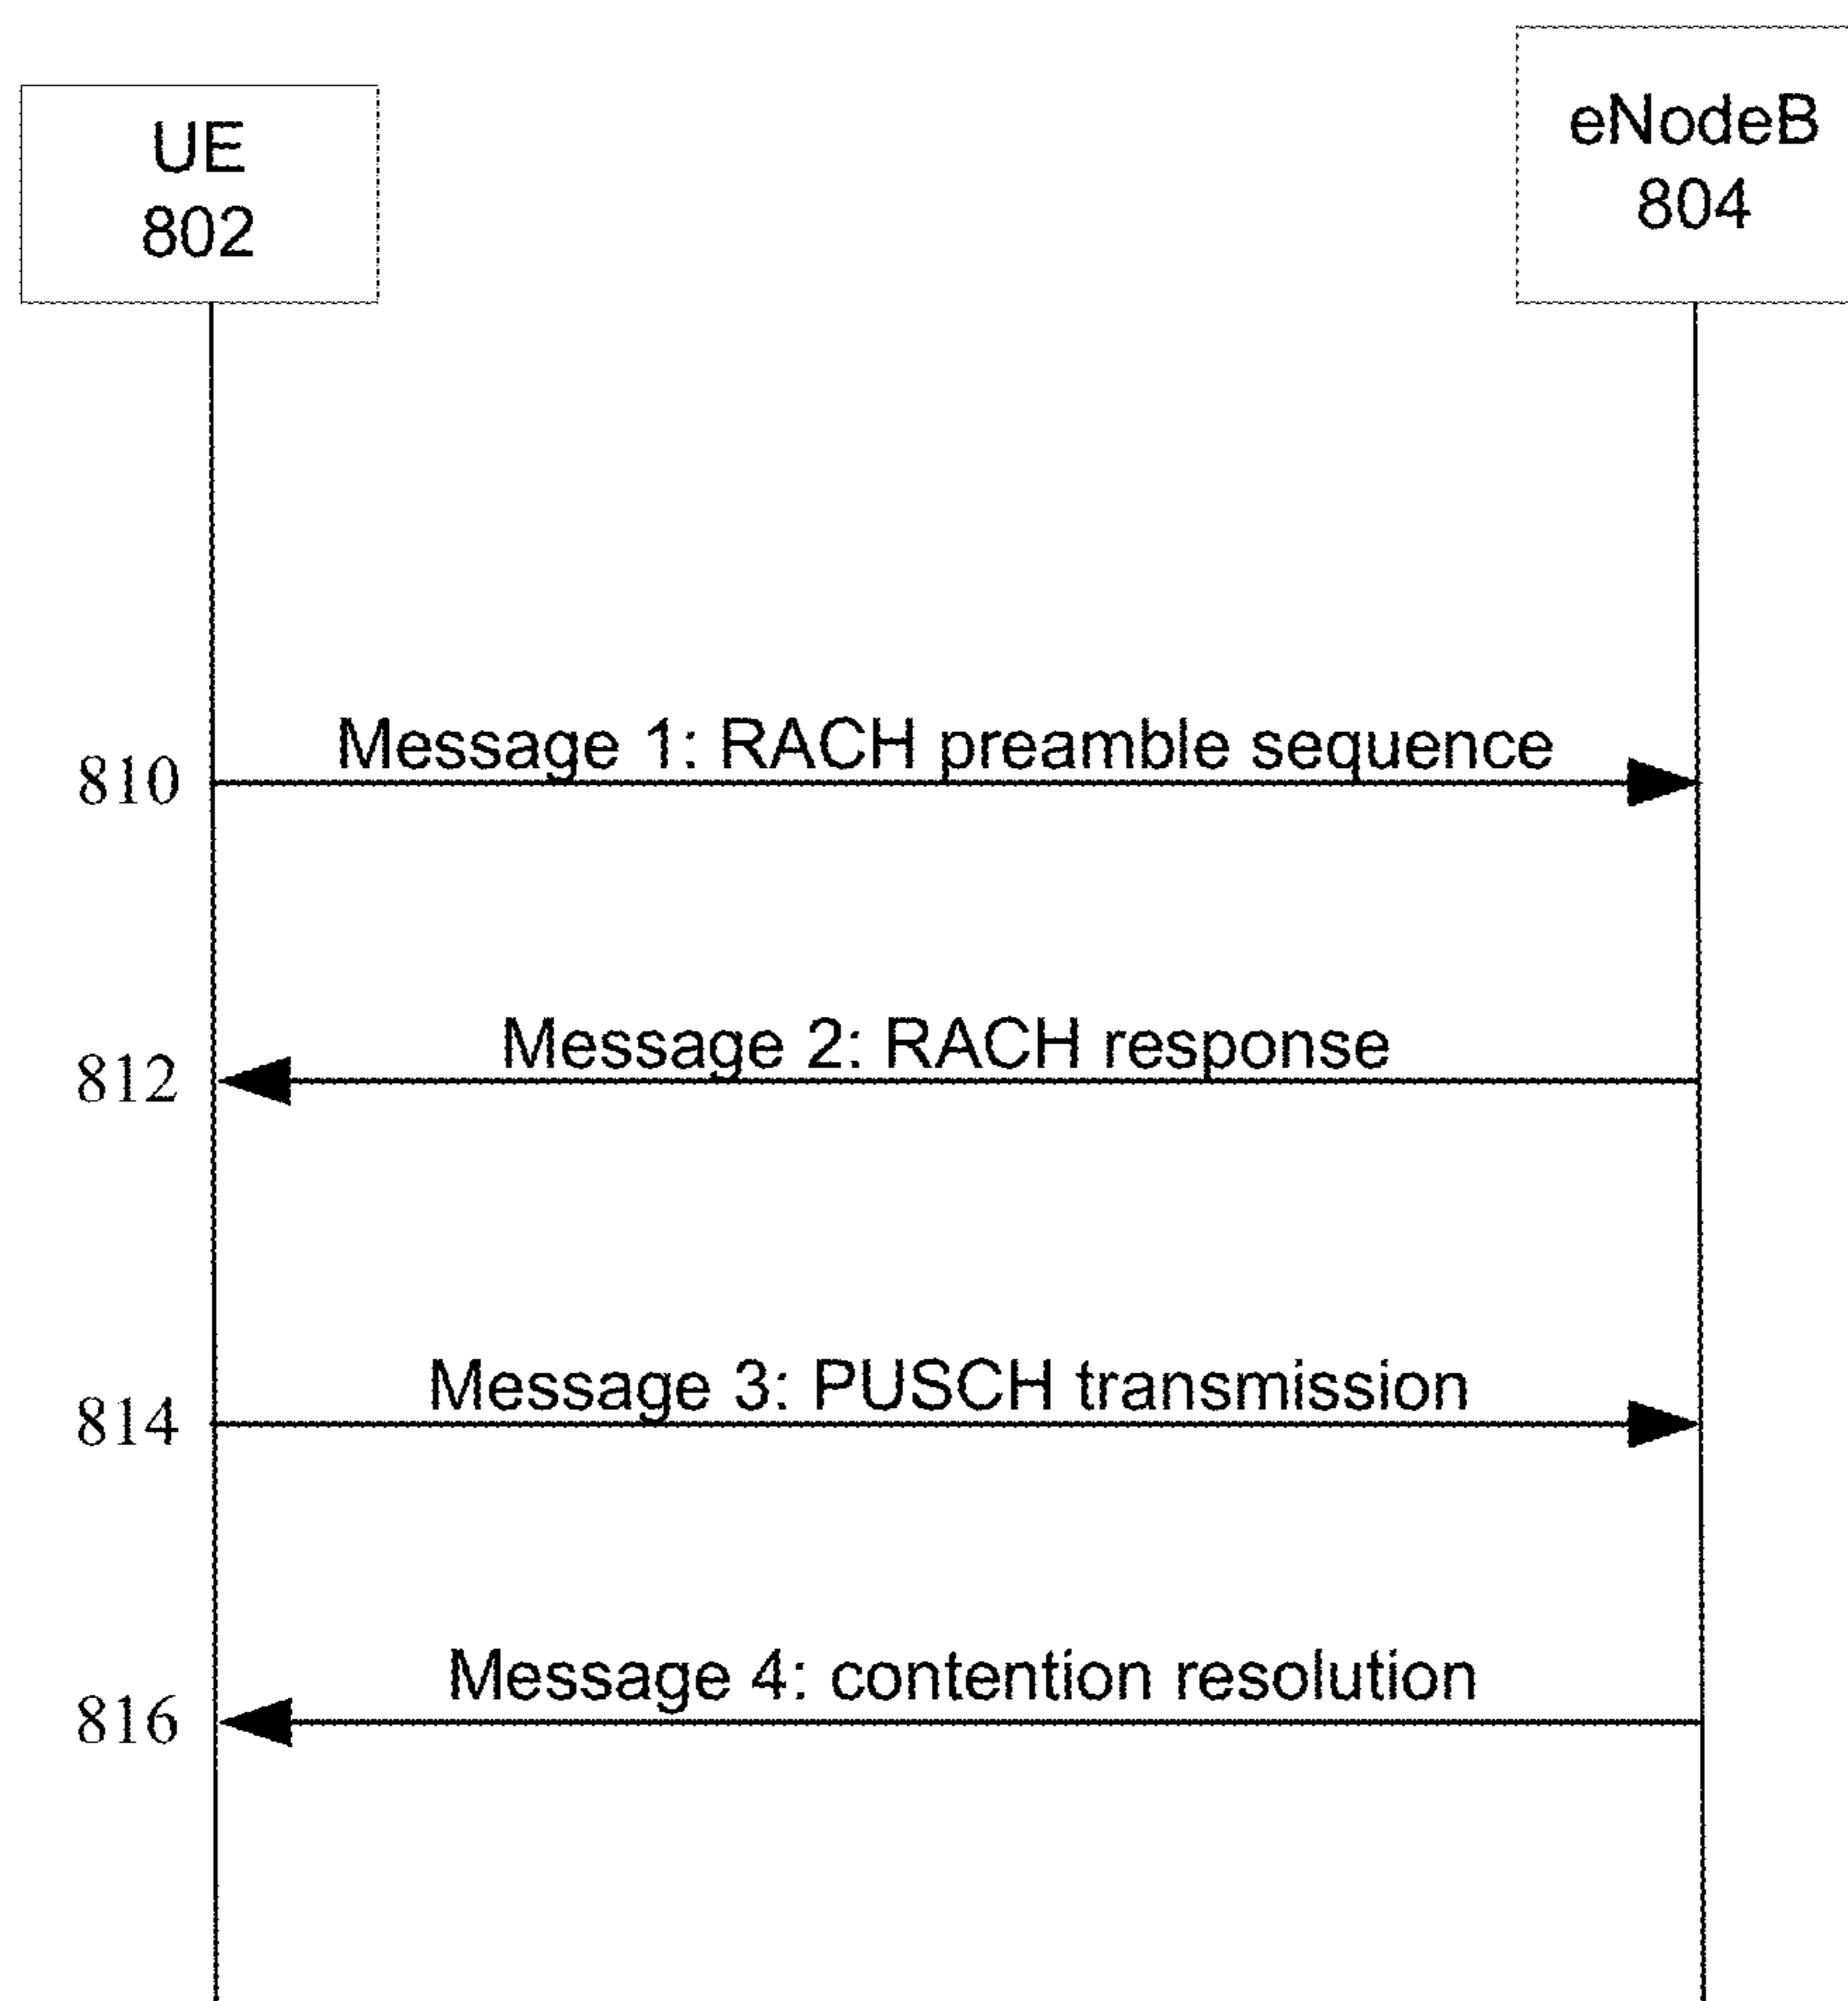 UE
802
eNodeB
804
Message 1: RACH preamble sequence
810
Message 2: RACH response
812
Message 3: PUSCH transmission
814
Message 4: contention resolution
816